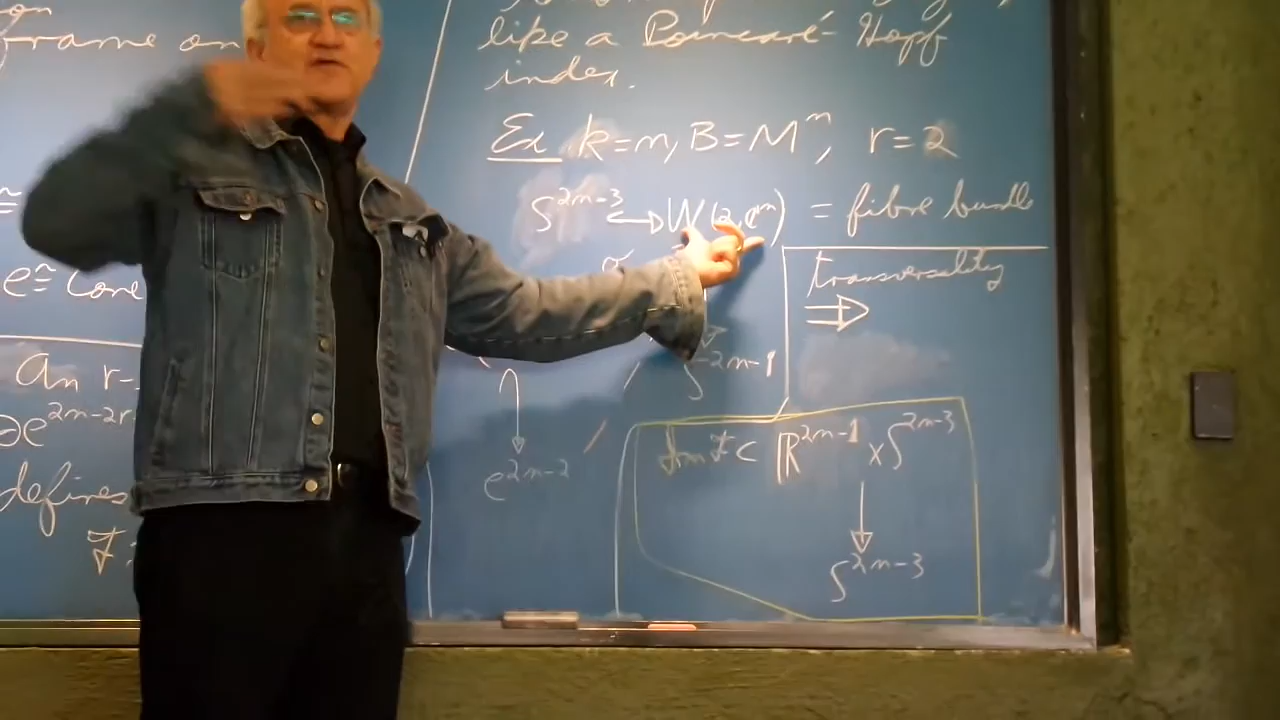 on
frame on
≅
e ≅ Cone
An r-
∂e^{2n-2r
defines
F:
like a Poincaré-Hopf
index.
Ex k=n, B=M^n, r=2
S^{2n-3} ↪ W(2,C^n) = fibre bundle
σ
↓
S^{2n-1}
e^{2n-2}
transversality
⇒
Im F ⊂ R^{2n-1} × S^{2n-3}
↓
S^{2n-3}